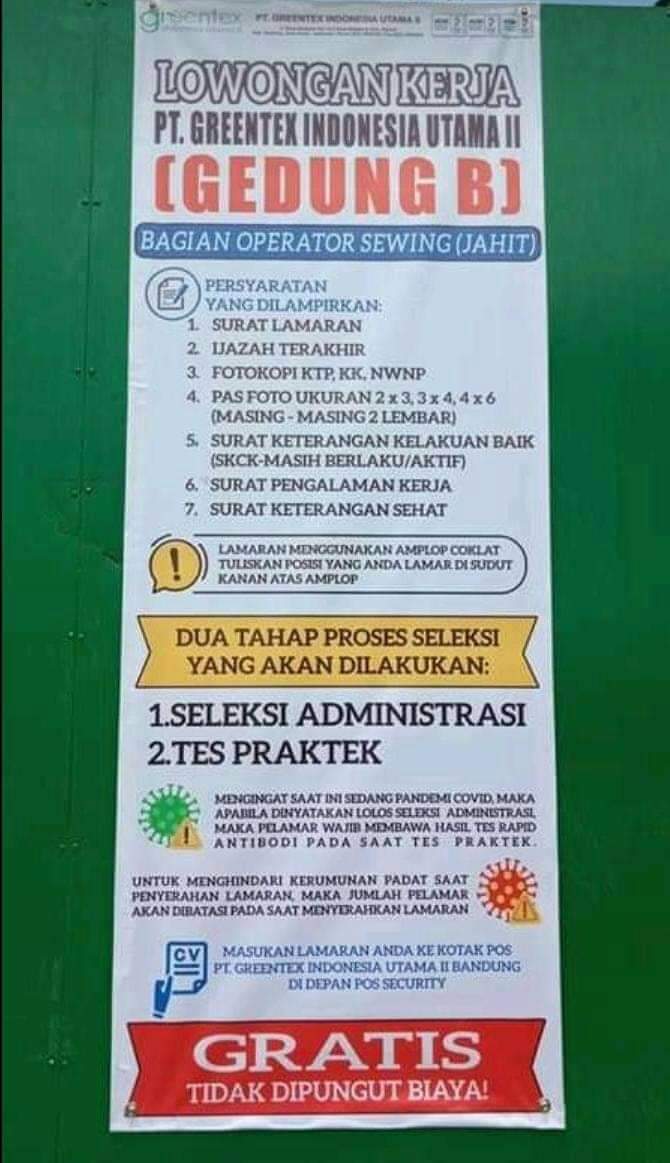 greentex
PT. GREENTEX INDONESIA UTAMA II
LOWONGAN KERJA
PT. GREENTEX INDONESIA UTAMA II
(GEDUNG B)
BAGIAN OPERATOR SEWING (JAHIT)
PERSYARATAN
YANG DILAMPIRKAN:
1. SURAT LAMARAN
2. IJAZAH TERAKHIR
3. FOTOKOPI KTP, KK, NWNP
4. PAS FOTO UKURAN 2 x 3, 3 x 4, 4 x 6
(MASING - MASING 2 LEMBAR)
5. SURAT KETERANGAN KELAKUAN BAIK
(SKCK-MASIH BERLAKU/AKTIF)
6. SURAT PENGALAMAN KERJA
7. SURAT KETERANGAN SEHAT
LAMARAN MENGGUNAKAN AMPLOP COKLAT
TULISKAN POSISI YANG ANDA LAMAR DI SUDUT
KANAN ATAS AMPLOP
DUA TAHAP PROSES SELEKSI
YANG AKAN DILAKUKAN:
1.SELEKSI ADMINISTRASI
2.TES PRAKTEK
MENGINGAT SAAT INI SEDANG PANDEMI COVID, MAKA
APABILA DINYATAKAN LOLOS SELEKSI ADMINISTRASI,
MAKA PELAMAR WAJIB MEMBAWA HASIL TES RAPID
ANTIBODI PADA SAAT TES PRAKTEK.
UNTUK MENGHINDARI KERUMUNAN PADAT SAAT
PENYERAHAN LAMARAN, MAKA JUMLAH PELAMAR
AKAN DIBATASI PADA SAAT MENYERAHKAN LAMARAN
CV
MASUKAN LAMARAN ANDA KE KOTAK POS
PT. GREENTEX INDONESIA UTAMA II BANDUNG
DI DEPAN POS SECURITY
GRATIS
TIDAK DIPUNGUT BIAYA!